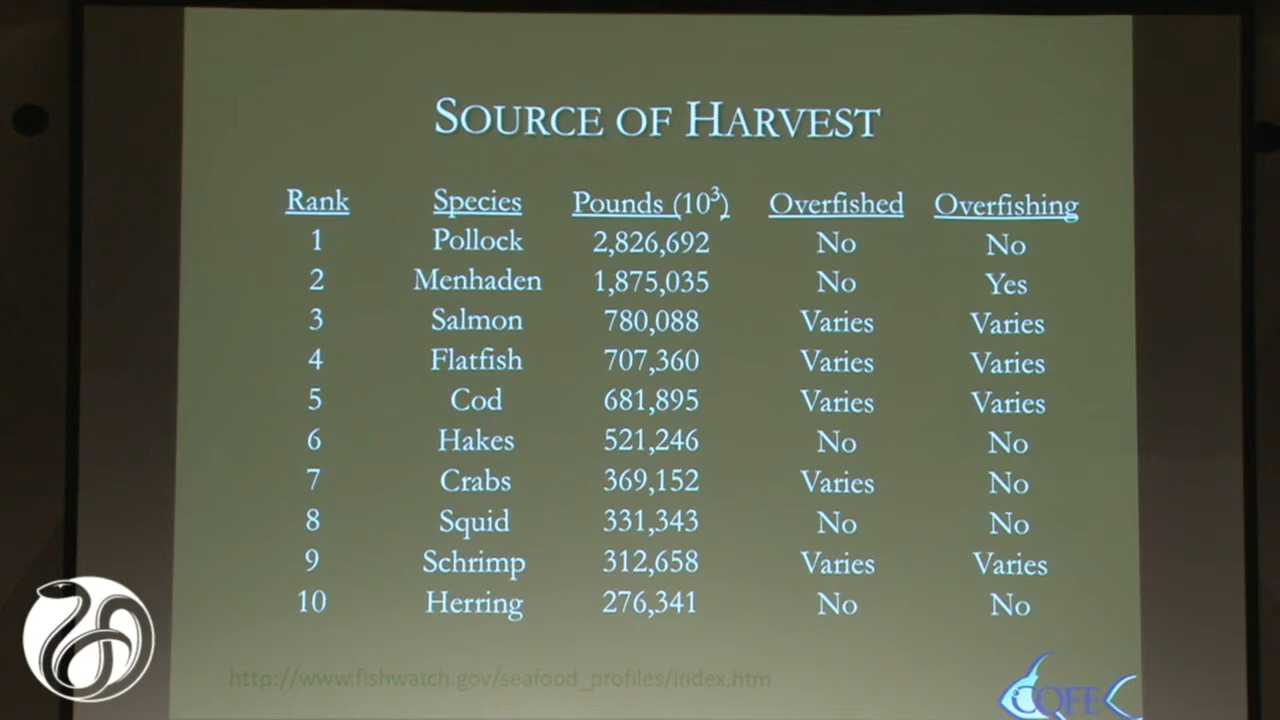 SOURCE OF HARVEST
Rank Species Pounds (10³) Overfished Overfishing
1 Pollock 2,826,692 No No
2 Menhaden 1,875,035 No Yes
3 Salmon 780,088 Varies Varies
4 Flatfish 707,360 Varies Varies
5 Cod 681,895 Varies Varies
6 Hakes 521,246 No No
7 Crabs 369,152 Varies No
8 Squid 331,343 No No
9 Schrimp 312,658 Varies Varies
10 Herring 276,341 No No
http://www.fishwatch.gov/seafood_profiles/index.htm
COFE